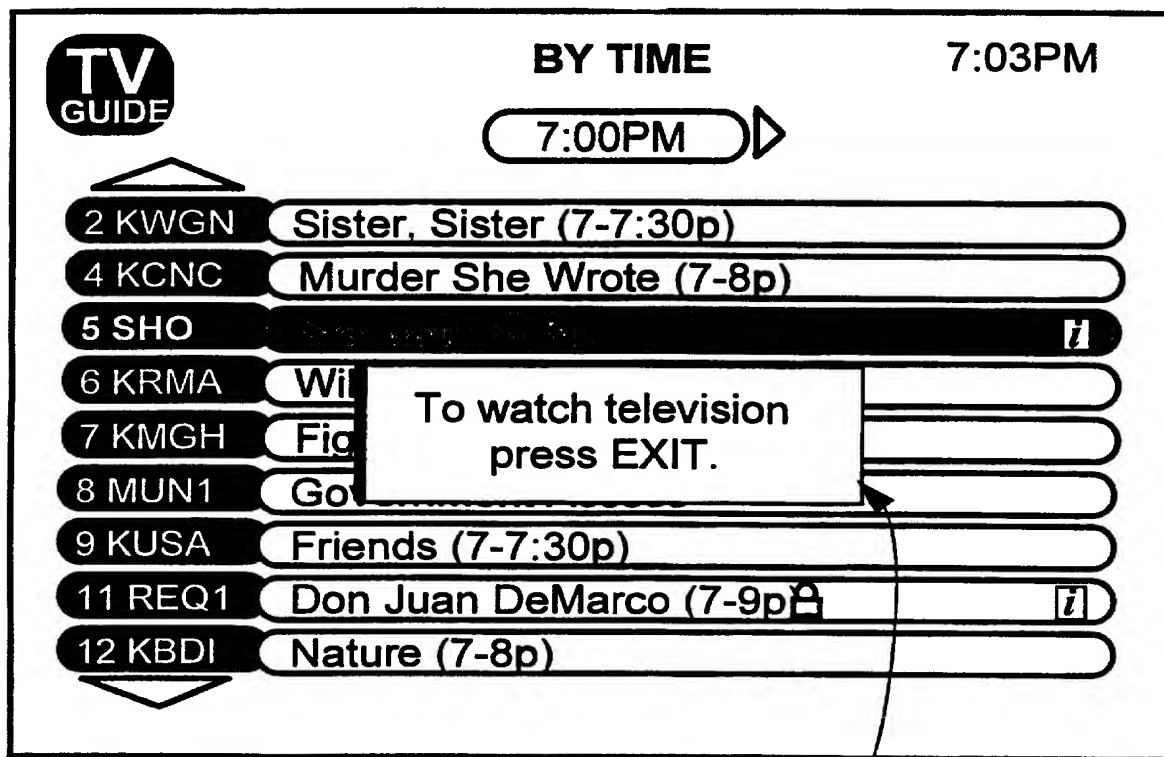 TV
GUIDE
BY TIME
7:03PM
7:00PM
2 KWGN
Sister, Sister (7-7:30p)
4 KCNC
Murder She Wrote (7-8p)
5 SHO
i
6 KRMA
To watch television
press EXIT.
7 KMGH
8 MUN1
9 KUSA
Friends (7-7:30p)
11 REQ1
Don Juan DeMarco (7-9p
i
12 KBDI
Nature (7-8p)